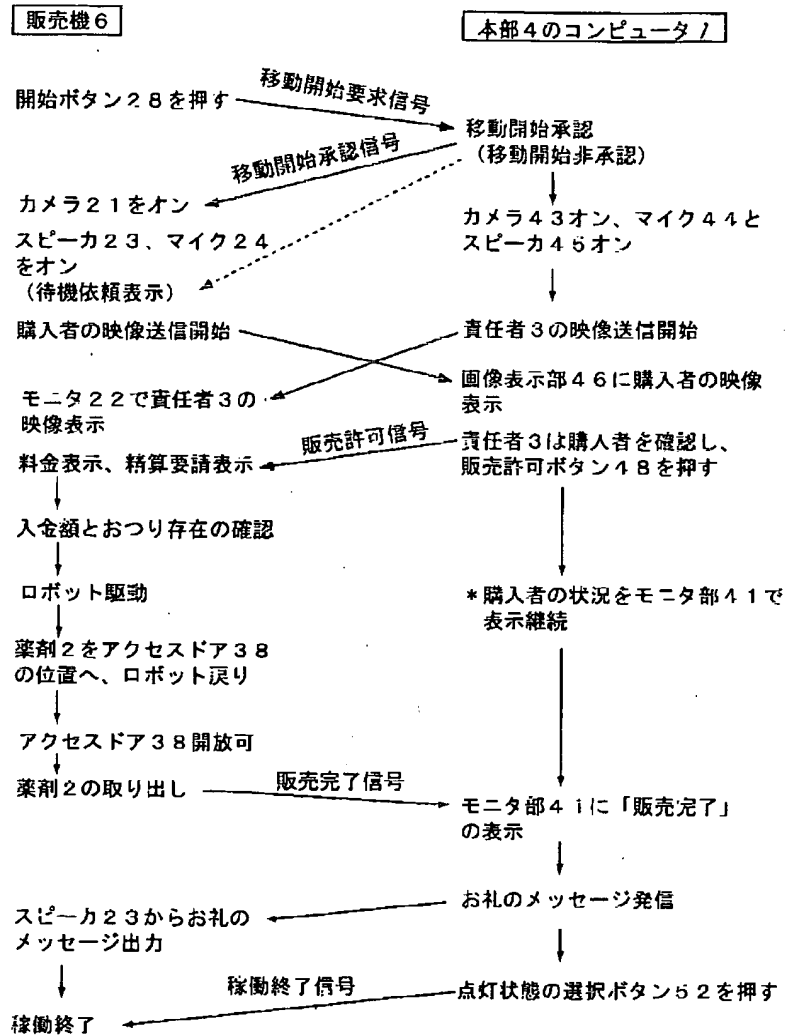 販売機6
本部4のコンピュータ1
移動開始要求信号
開始ボタン28を押す
移動開始承認
(移動開始非承認)
移動開始承認信号
カメラ21をオン
カメラ43オン、マイク44と
スピーカ45オン
スピーカ23、マイク24
をオン
(待機依頼表示)
購入者の映像送信開始
責任者3の映像送信開始
画像表示部46に購入者の映像
表示
モニタ22で責任者3の
映像表示
販売許可信号
責任者3は購入者を確認し、
販売許可ボタン48を押す
料金表示、精算要請表示
入金額とおつり存在の確認
ロボット駆動
*購入者の状況をモニタ部41で
表示継続
薬剤2をアクセスドア38
の位置へ、ロボット戻り
アクセスドア38開放可
薬剤2の取り出し
販売完了信号
モニタ部41に「販売完了」
の表示
お礼のメッセージ発信
スピーカ23からお礼の
メッセージ出力
稼働終了信号
点灯状態の選択ボタン52を押す
稼働終了